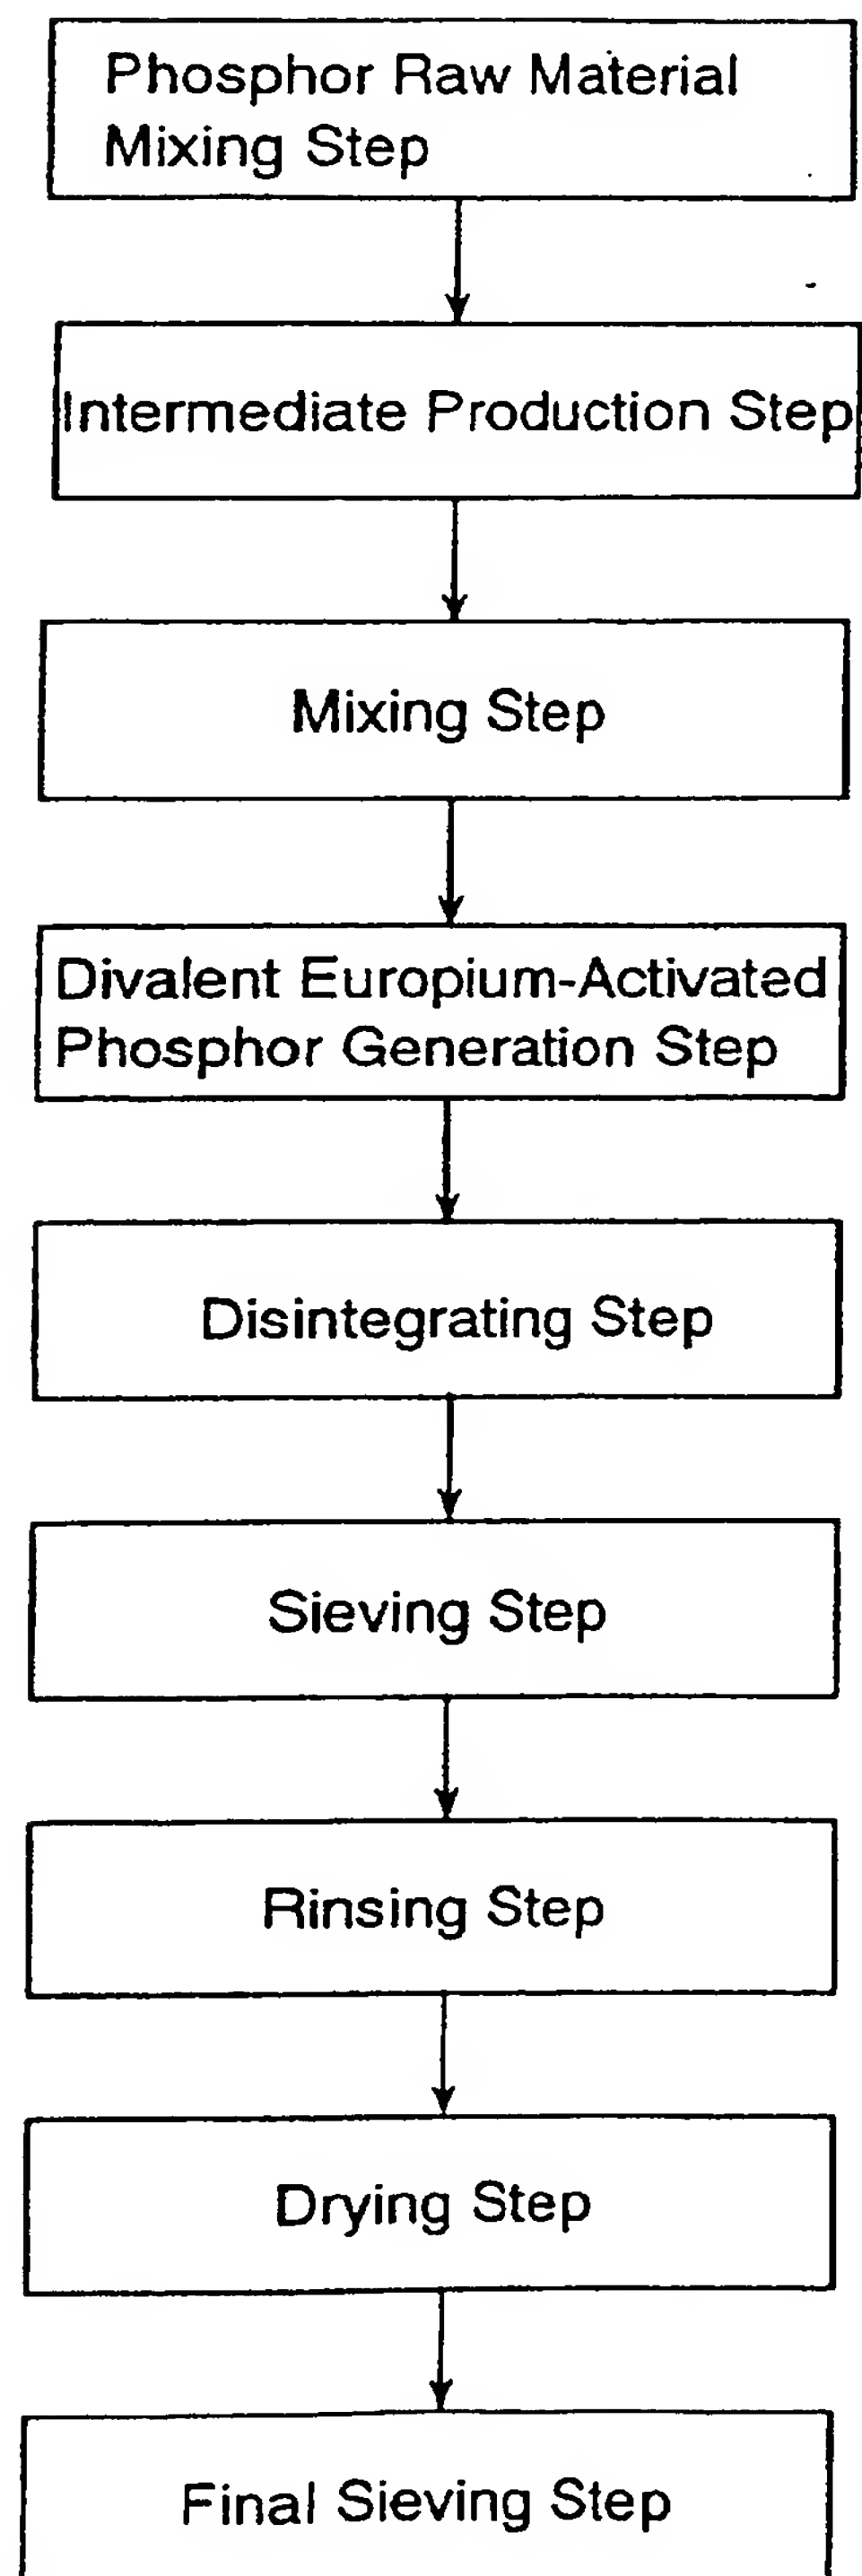 Phosphor Raw Material
Mixing Step
Intermediate Production Step
Mixing Step
Divalent Europium-Activated
Phosphor Generation Step
Disintegrating Step
Sieving Step
Rinsing Step
Drying Step
Final Sieving Step